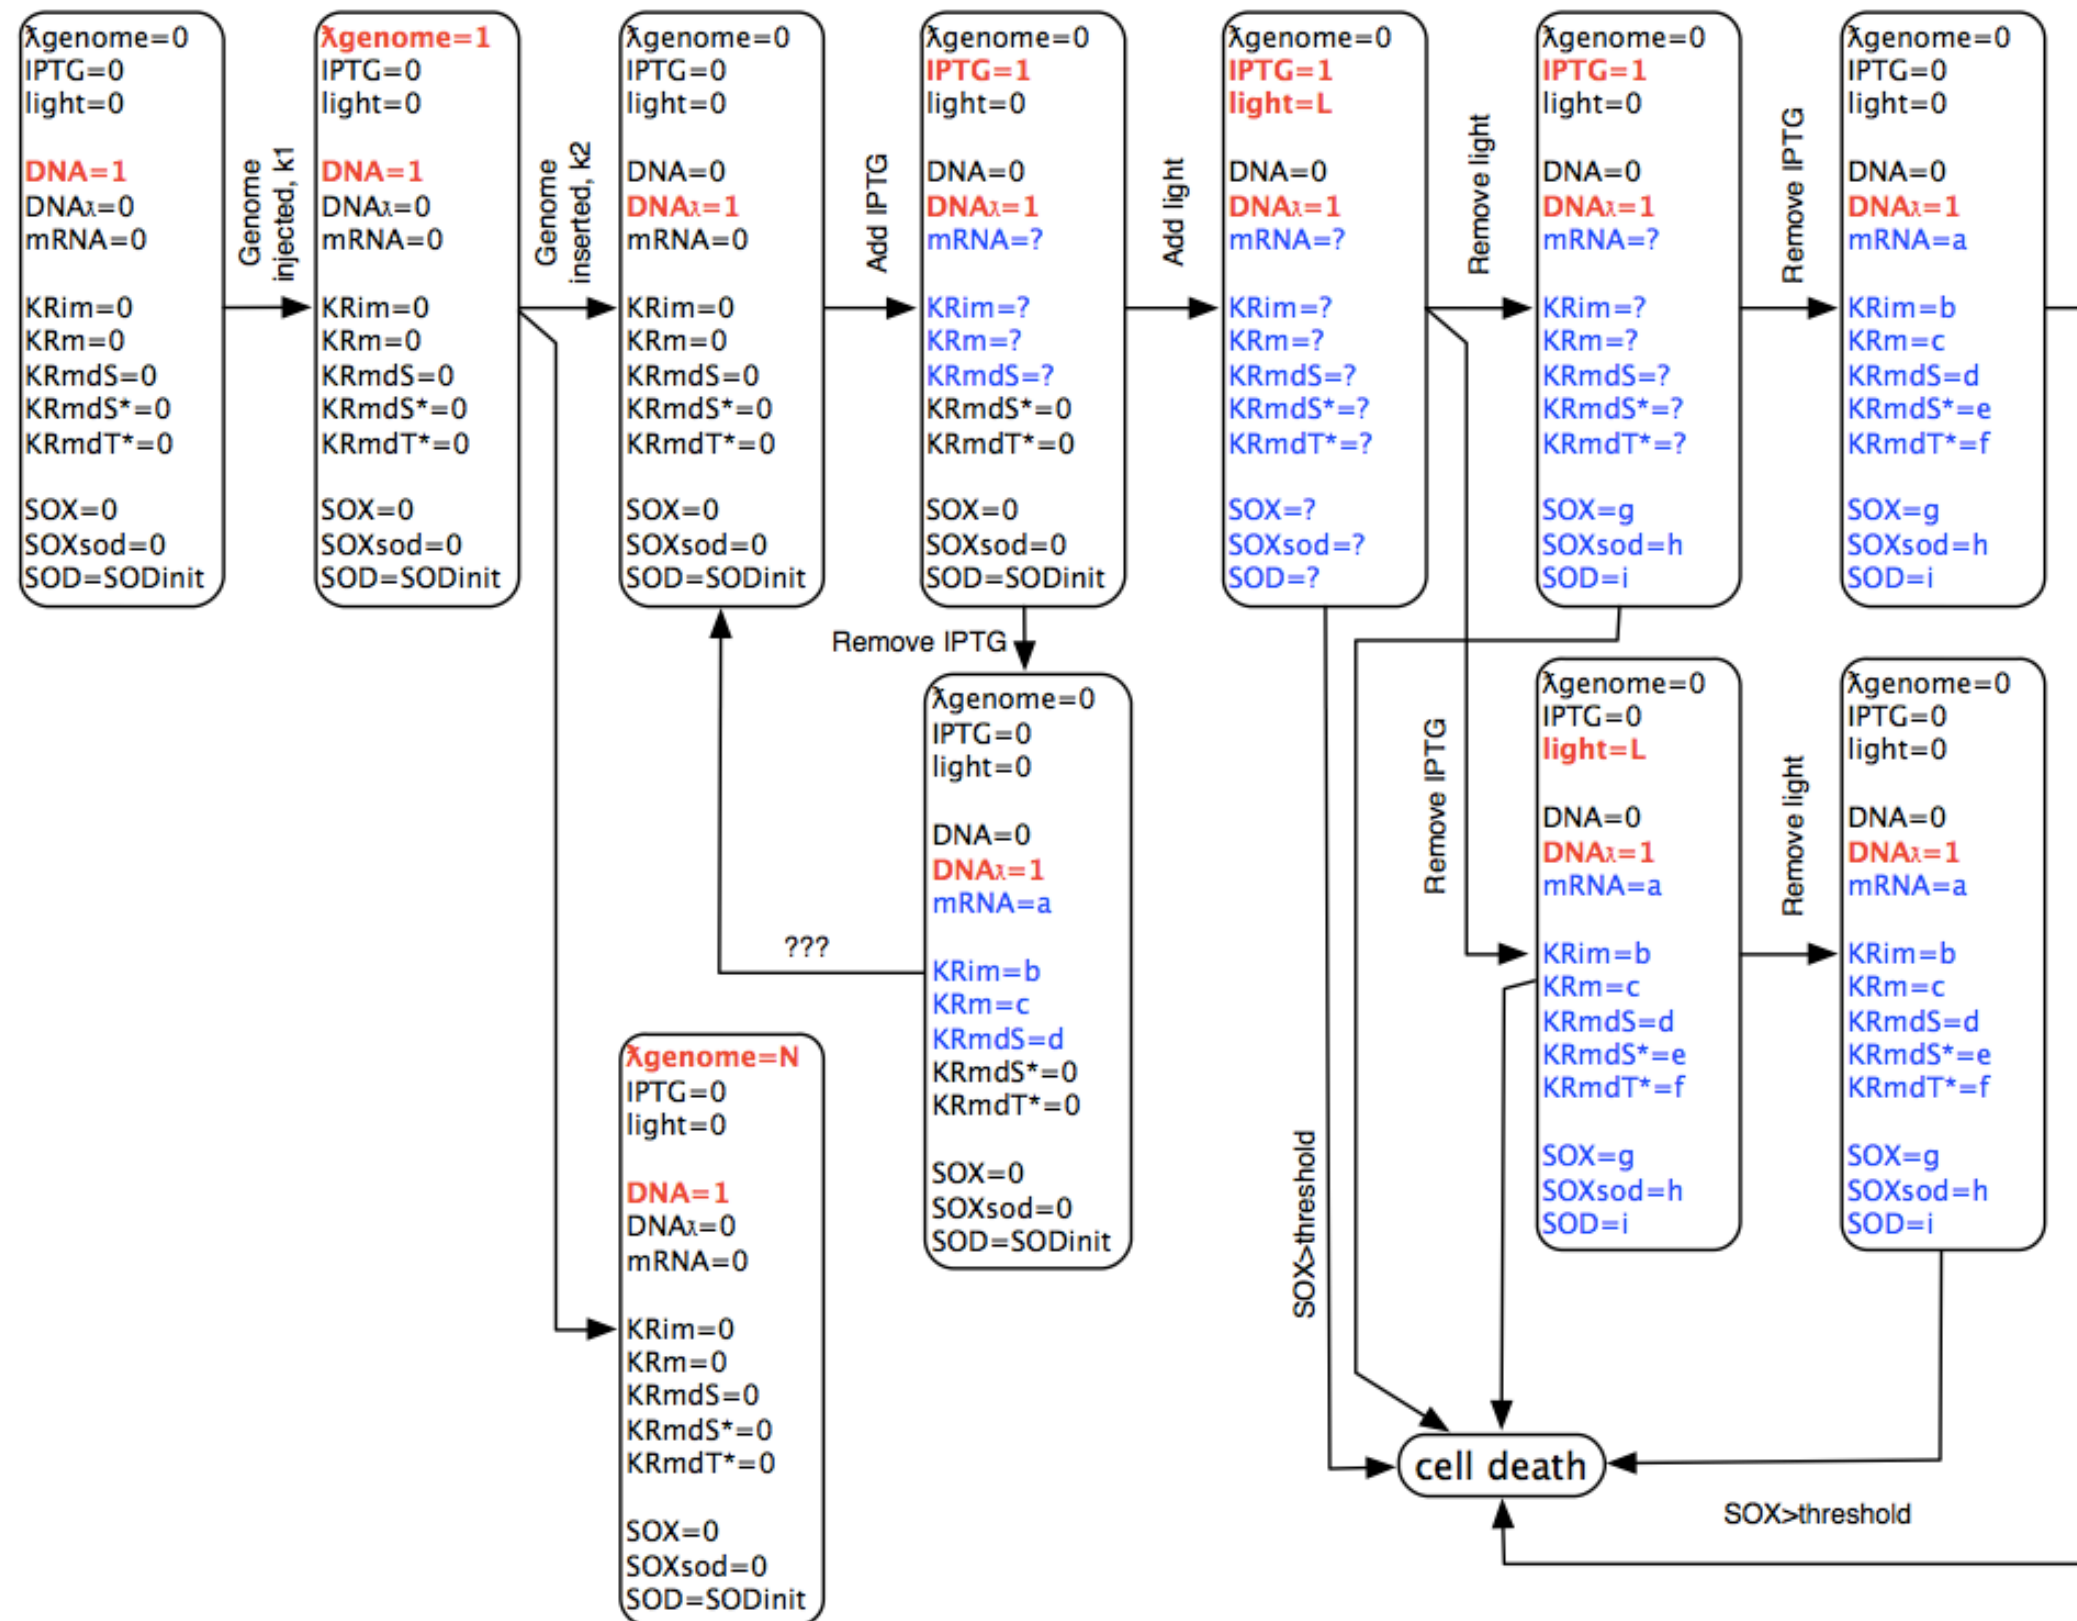 λgenome=0
IPTG=0
light=0
DNA=1
DNAλ=0
mRNA=0
KRim=0
KRm=0
KRmdS=0
KRmdS*=0
KRmdT*=0
SOX=0
SOXsod=0
SOD=SODinit
Genome
injected, k1
λgenome=1
IPTG=0
light=0
DNA=1
DNAλ=0
mRNA=0
KRim=0
KRm=0
KRmdS=0
KRmdS*=0
KRmdT*=0
SOX=0
SOXsod=0
SOD=SODinit
Genome
inserted, k2
λgenome=0
IPTG=0
light=0
DNA=0
DNAλ=1
mRNA=0
KRim=0
KRm=0
KRmdS=0
KRmdS*=0
KRmdT*=0
SOX=0
SOXsod=0
SOD=SODinit
Add IPTG
λgenome=0
IPTG=1
light=0
DNA=0
DNAλ=1
mRNA=?
KRim=?
KRm=?
KRmdS=?
KRmdS*=0
KRmdT*=0
SOX=0
SOXsod=0
SOD=SODinit
Add light
λgenome=0
IPTG=1
light=L
DNA=0
DNAλ=1
mRNA=?
KRim=?
KRm=?
KRmdS=?
KRmdS*=?
KRmdT*=?
SOX=?
SOXsod=?
SOD=?
Remove light
λgenome=0
IPTG=1
light=0
DNA=0
DNAλ=1
mRNA=?
KRim=?
KRm=?
KRmdS=?
KRmdS*=?
KRmdT*=?
SOX=g
SOXsod=h
SOD=i
Remove IPTG
λgenome=0
IPTG=0
light=0
DNA=0
DNAλ=1
mRNA=a
KRim=b
KRm=c
KRmdS=d
KRmdS*=e
KRmdT*=f
SOX=g
SOXsod=h
SOD=i
Remove IPTG
λgenome=0
IPTG=0
light=0
DNA=0
DNAλ=1
mRNA=a
KRim=b
KRm=c
KRmdS=d
KRmdS*=0
KRmdT*=0
SOX=0
SOXsod=0
SOD=SODinit
???
λgenome=N
IPTG=0
light=0
DNA=1
DNAλ=0
mRNA=0
KRim=0
KRm=0
KRmdS=0
KRmdS*=0
KRmdT*=0
SOX=0
SOXsod=0
SOD=SODinit
Remove IPTG
λgenome=0
IPTG=0
light=L
DNA=0
DNAλ=1
mRNA=a
KRim=b
KRm=c
KRmdS=d
KRmdS*=e
KRmdT*=f
SOX=g
SOXsod=h
SOD=i
Remove light
λgenome=0
IPTG=0
light=0
DNA=0
DNAλ=1
mRNA=a
KRim=b
KRm=c
KRmdS=d
KRmdS*=e
KRmdT*=f
SOX=g
SOXsod=h
SOD=i
SOX>threshold
cell death
SOX>threshold